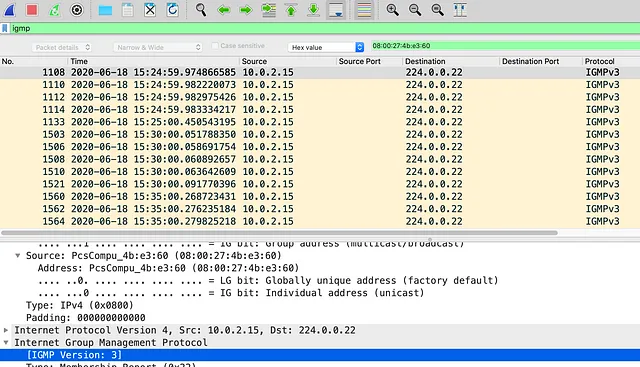 igmp
Packet details Narrow & Wide Case sensitive Hex value 08:00:27:4b:e3:60
No. Time Source Source Port Destination Destination Port Protocol
1108 2020-06-18 15:24:59.974866585 10.0.2.15 224.0.0.22 IGMPv3
1110 2020-06-18 15:24:59.982220073 10.0.2.15 224.0.0.22 IGMPv3
1112 2020-06-18 15:24:59.982975426 10.0.2.15 224.0.0.22 IGMPv3
1114 2020-06-18 15:24:59.983334217 10.0.2.15 224.0.0.22 IGMPv3
1133 2020-06-18 15:25:00.450543195 10.0.2.15 224.0.0.22 IGMPv3
1503 2020-06-18 15:30:00.051788350 10.0.2.15 224.0.0.22 IGMPv3
1506 2020-06-18 15:30:00.058691754 10.0.2.15 224.0.0.22 IGMPv3
1508 2020-06-18 15:30:00.060892657 10.0.2.15 224.0.0.22 IGMPv3
1510 2020-06-18 15:30:00.063642609 10.0.2.15 224.0.0.22 IGMPv3
1521 2020-06-18 15:30:00.091770396 10.0.2.15 224.0.0.22 IGMPv3
1560 2020-06-18 15:35:00.268723431 10.0.2.15 224.0.0.22 IGMPv3
1562 2020-06-18 15:35:00.276235184 10.0.2.15 224.0.0.22 IGMPv3
1564 2020-06-18 15:35:00.279825218 10.0.2.15 224.0.0.22 IGMPv3
.... ...1 .... .... .... .... = IG bit: Group address (multicast/broadcast)
Source: PcsCompu_4b:e3:60 (08:00:27:4b:e3:60)
Address: PcsCompu_4b:e3:60 (08:00:27:4b:e3:60)
.... ..0. .... .... .... .... = LG bit: Globally unique address (factory default)
.... ...0 .... .... .... .... = IG bit: Individual address (unicast)
Type: IPv4 (0x0800)
Padding: 000000000000
Internet Protocol Version 4, Src: 10.0.2.15, Dst: 224.0.0.22
Internet Group Management Protocol
[IGMP Version: 3]
Type: Membership Report (0x22)